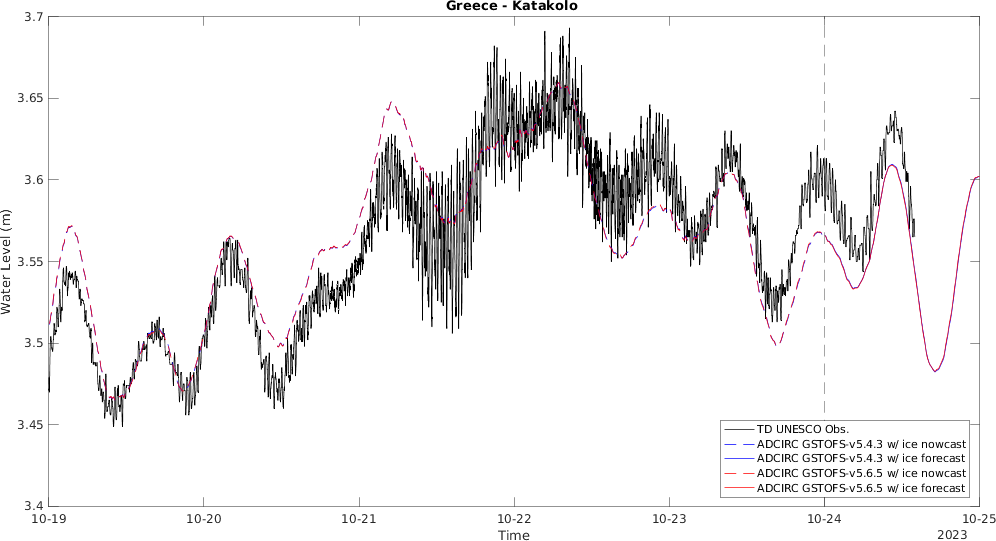 Greece - Katakolo
3.7
3.65
3.6
3.55
3.5
3.45
3.4
Water Level (m)
10-19
10-20
10-21
10-22
10-23
10-24
10-25
Time
2023
TD UNESCO Obs.
ADCIRC GSTOFS-v5.4.3 w/ ice nowcast
ADCIRC GSTOFS-v5.4.3 w/ ice forecast
ADCIRC GSTOFS-v5.6.5 w/ ice nowcast
ADCIRC GSTOFS-v5.6.5 w/ ice forecast